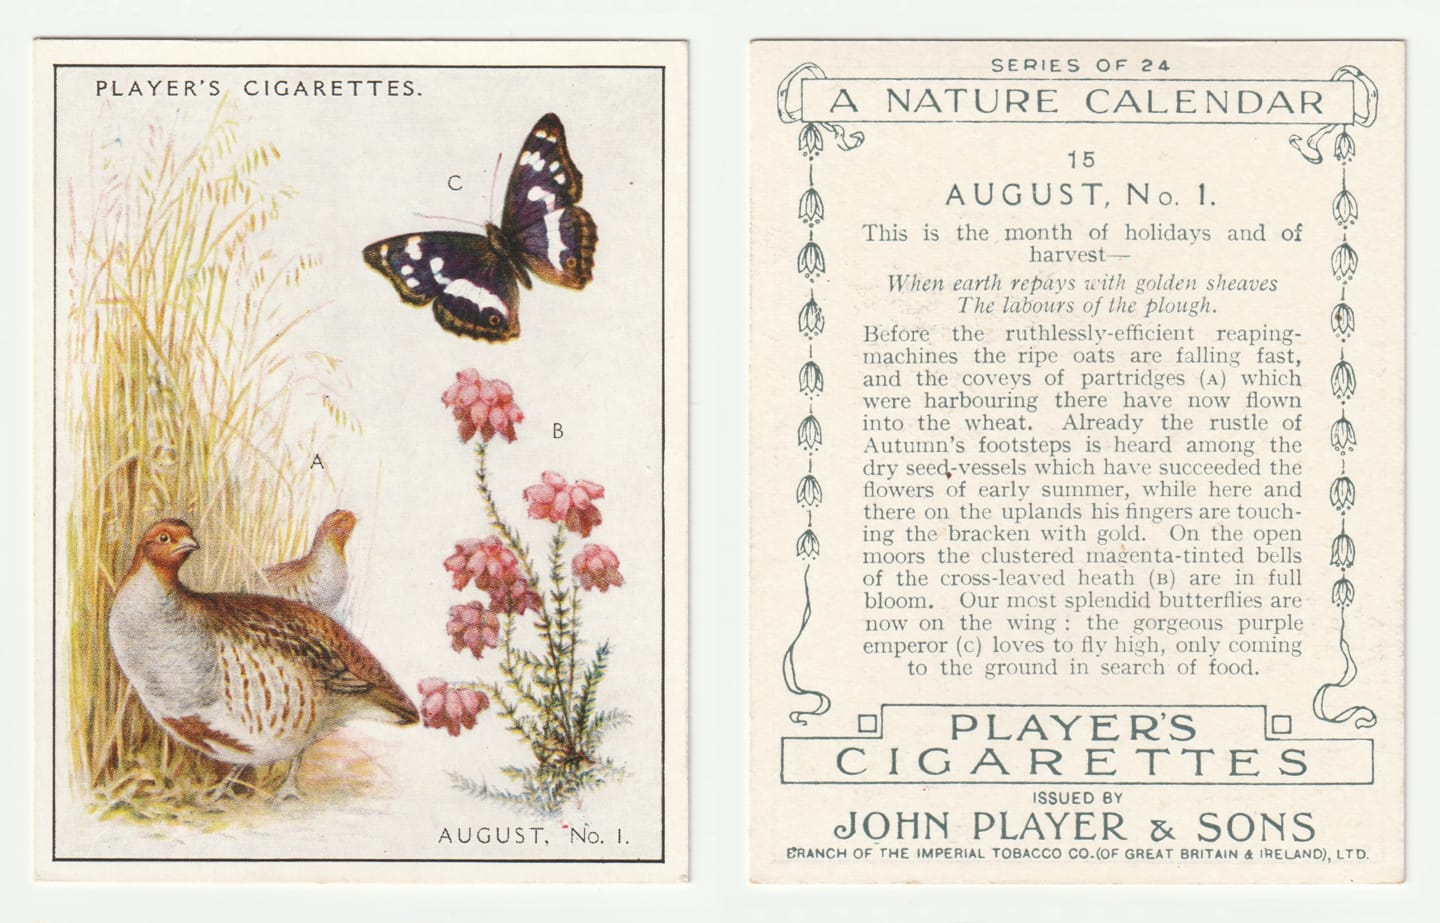 PLAYER'S CIGARETTES.
C
B
A
AUGUST, No. 1.
SERIES OF 24
A NATURE CALENDAR
15
AUGUST, No. 1.
This is the month of holidays and of
harvest—
When earth repays with golden sheaves
The labours of the plough.
Before the ruthlessly-efficient reaping-
machines the ripe oats are falling fast,
and the coveys of partridges (A) which
were harbouring there have now flown
into the wheat. Already the rustle of
Autumn's footsteps is heard among the
dry seed-vessels which have succeeded the
flowers of early summer, while here and
there on the uplands his fingers are touch-
ing the bracken with gold. On the open
moors the clustered magenta-tinted bells
of the cross-leaved heath (B) are in full
bloom. Our most splendid butterflies are
now on the wing : the gorgeous purple
emperor (C) loves to fly high, only coming
to the ground in search of food.
PLAYER'S
CIGARETTES
ISSUED BY
JOHN PLAYER & SONS
BRANCH OF THE IMPERIAL TOBACCO CO.(OF GREAT BRITAIN & IRELAND), LTD.